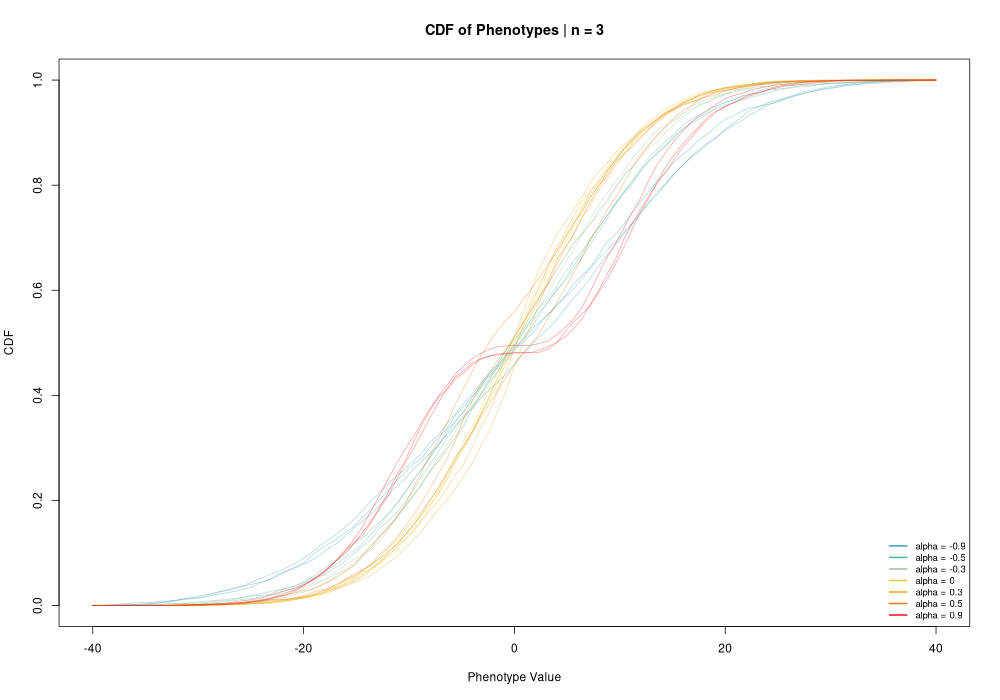 CDF of Phenotypes | n = 3
CDF
1.0
0.8
0.6
0.4
0.2
0.0
alpha = -0.9
alpha = -0.5
alpha = -0.3
alpha = 0
alpha = 0.3
alpha = 0.5
alpha = 0.9
-40 -20 0 20 40
Phenotype Value